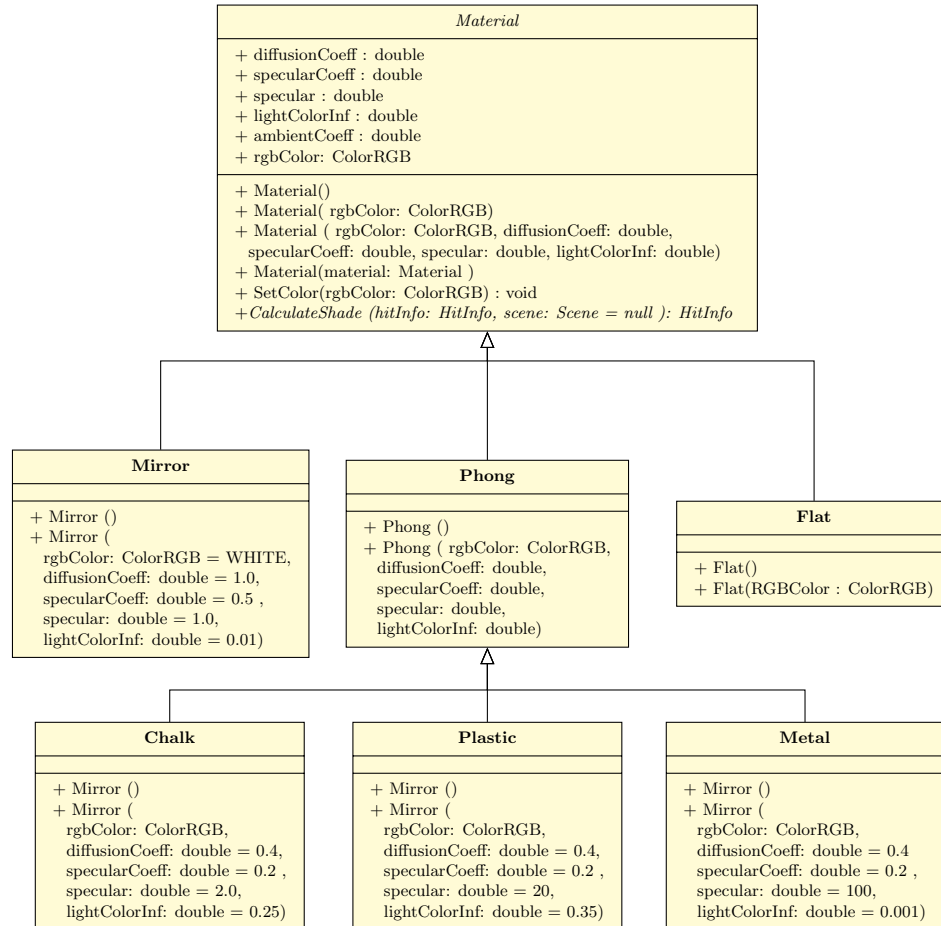 Material
+ diffusionCoeff : double
+ specularCoeff : double
+ specular : double
+ lightColorInf : double
+ ambientCoeff : double
+ rgbColor: ColorRGB
+ Material()
+ Material( rgbColor: ColorRGB)
+ Material ( rgbColor: ColorRGB, diffusionCoeff: double,
specularCoeff: double, specular: double, lightColorInf: double)
+ Material(material: Material )
+ SetColor(rgbColor: ColorRGB) : void
+CalculateShade (hitInfo: HitInfo, scene: Scene = null ): HitInfo
Mirror
+ Mirror ()
+ Mirror (
rgbColor: ColorRGB = WHITE,
diffusionCoeff: double = 1.0,
specularCoeff: double = 0.5 ,
specular: double = 1.0,
lightColorInf: double = 0.01)
Phong
+ Phong ()
+ Phong ( rgbColor: ColorRGB,
diffusionCoeff: double,
specularCoeff: double,
specular: double,
lightColorInf: double)
Flat
+ Flat()
+ Flat(RGBColor : ColorRGB)
Chalk
+ Mirror ()
+ Mirror (
rgbColor: ColorRGB,
diffusionCoeff: double = 0.4,
specularCoeff: double = 0.2 ,
specular: double = 2.0,
lightColorInf: double = 0.25)
Plastic
+ Mirror ()
+ Mirror (
rgbColor: ColorRGB,
diffusionCoeff: double = 0.4,
specularCoeff: double = 0.2 ,
specular: double = 20,
lightColorInf: double = 0.35)
Metal
+ Mirror ()
+ Mirror (
rgbColor: ColorRGB,
diffusionCoeff: double = 0.4
specularCoeff: double = 0.2 ,
specular: double = 100,
lightColorInf: double = 0.001)